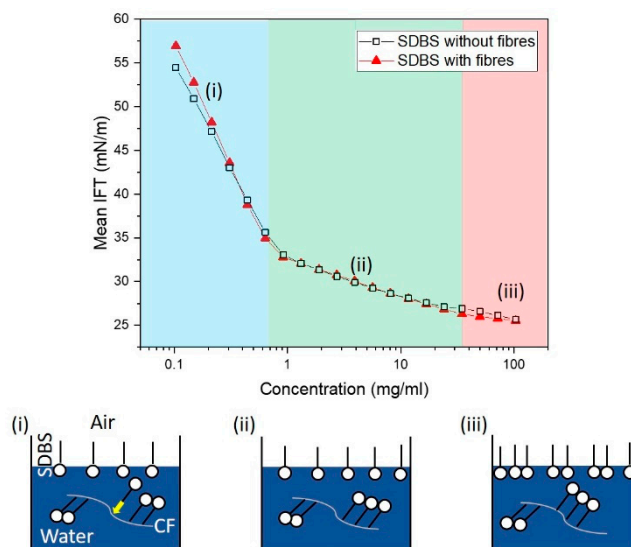 60
55
50
45
40
35
30
25
Mean IFT (mN/m)
SDBS without fibres
SDBS with fibres
(i)
(ii)
(iii)
0.1
1
10
100
Concentration (mg/ml)
(i)
Air
SDBS
Water
CF
(ii)
(iii)